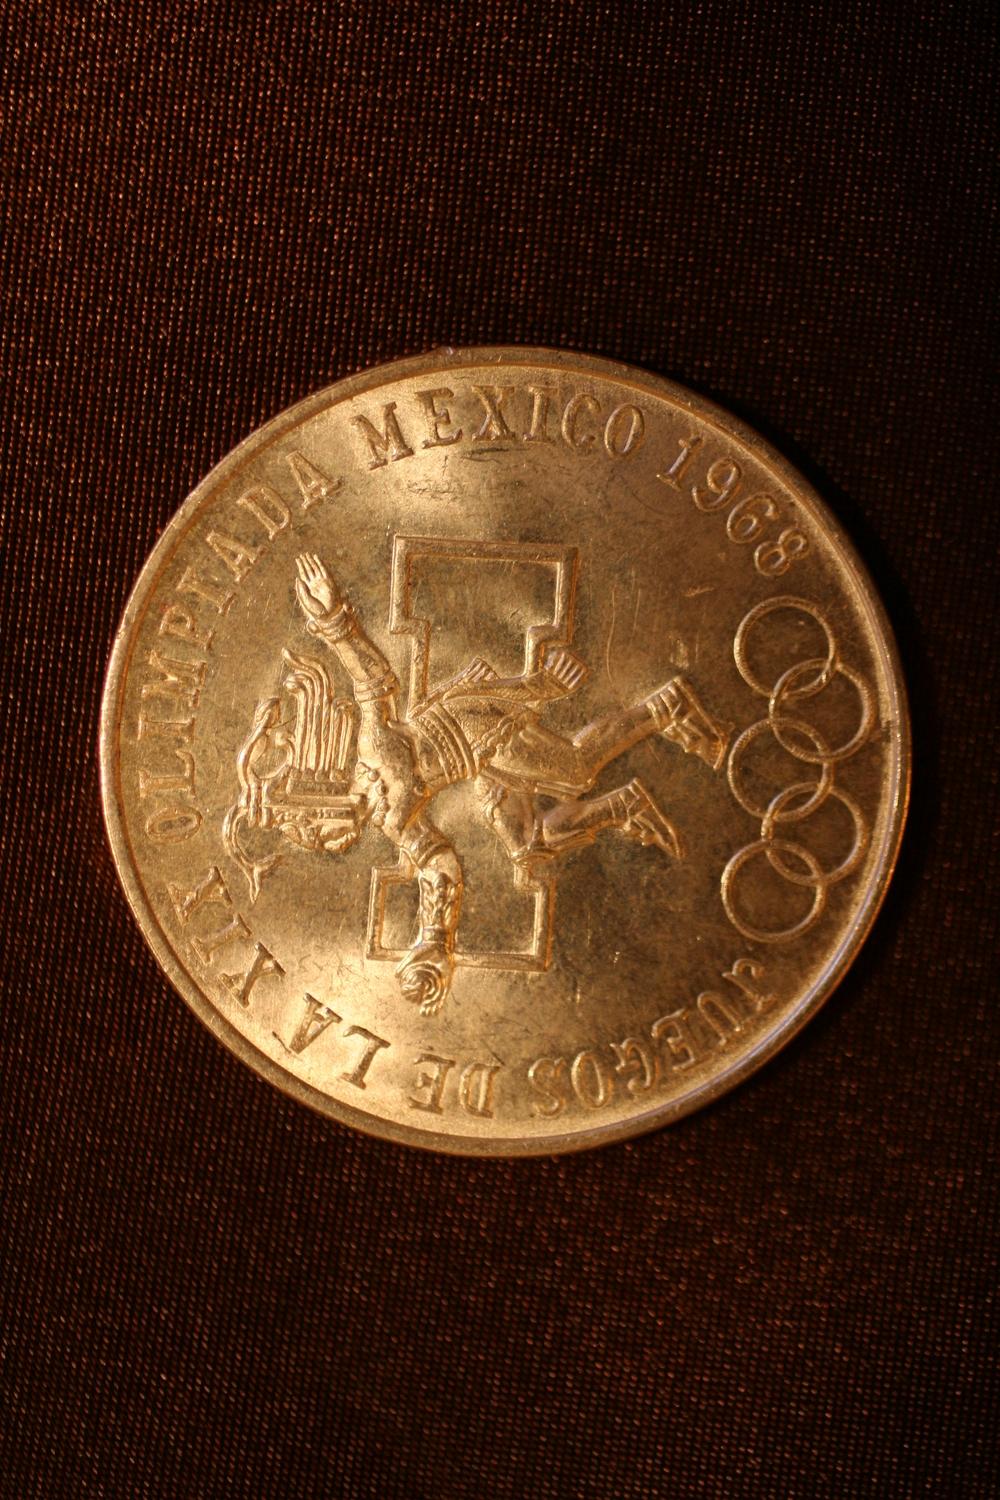 JUEGOS DE LA XIX OLIMPIADA MEXICO 1968